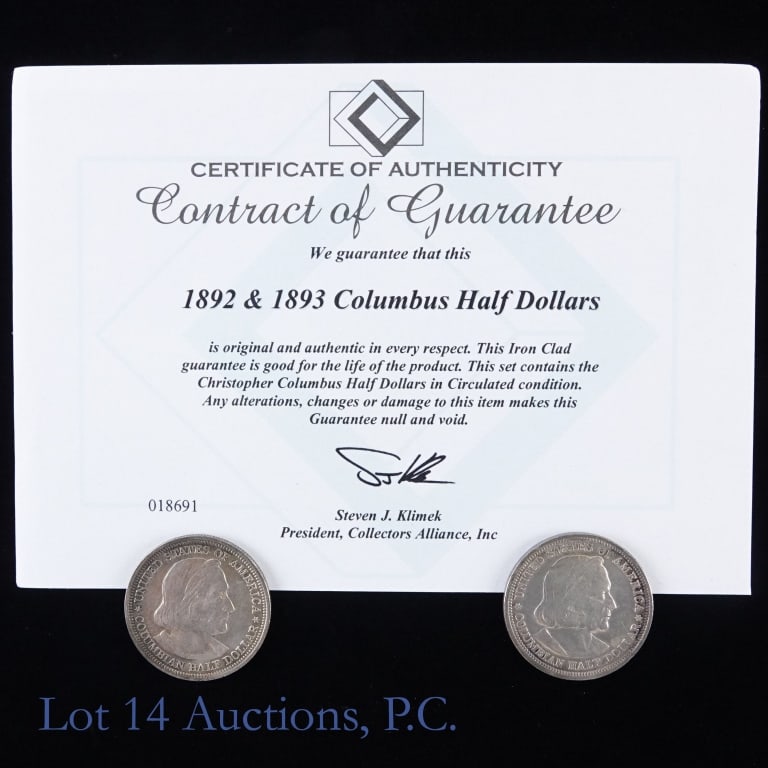 CERTIFICATE OF AUTHENTICITY
Contract of Guarantee
We guarantee that this
1892 & 1893 Columbus Half Dollars
is original and authentic in every respect. This Iron Clad
guarantee is good for the life of the product. This set contains the
Christopher Columbus Half Dollars in Circulated condition.
Any alterations, changes or damage to this item makes this
Guarantee null and void.
018691
Steven J. Klimek
President, Collectors Alliance, Inc
UNITED STATES OF AMERICA
COLUMBIAN HALF DOLLAR
UNITED STATES OF AMERICA
COLUMBIAN HALF DOLLAR
Lot 14 Auctions, P.C.